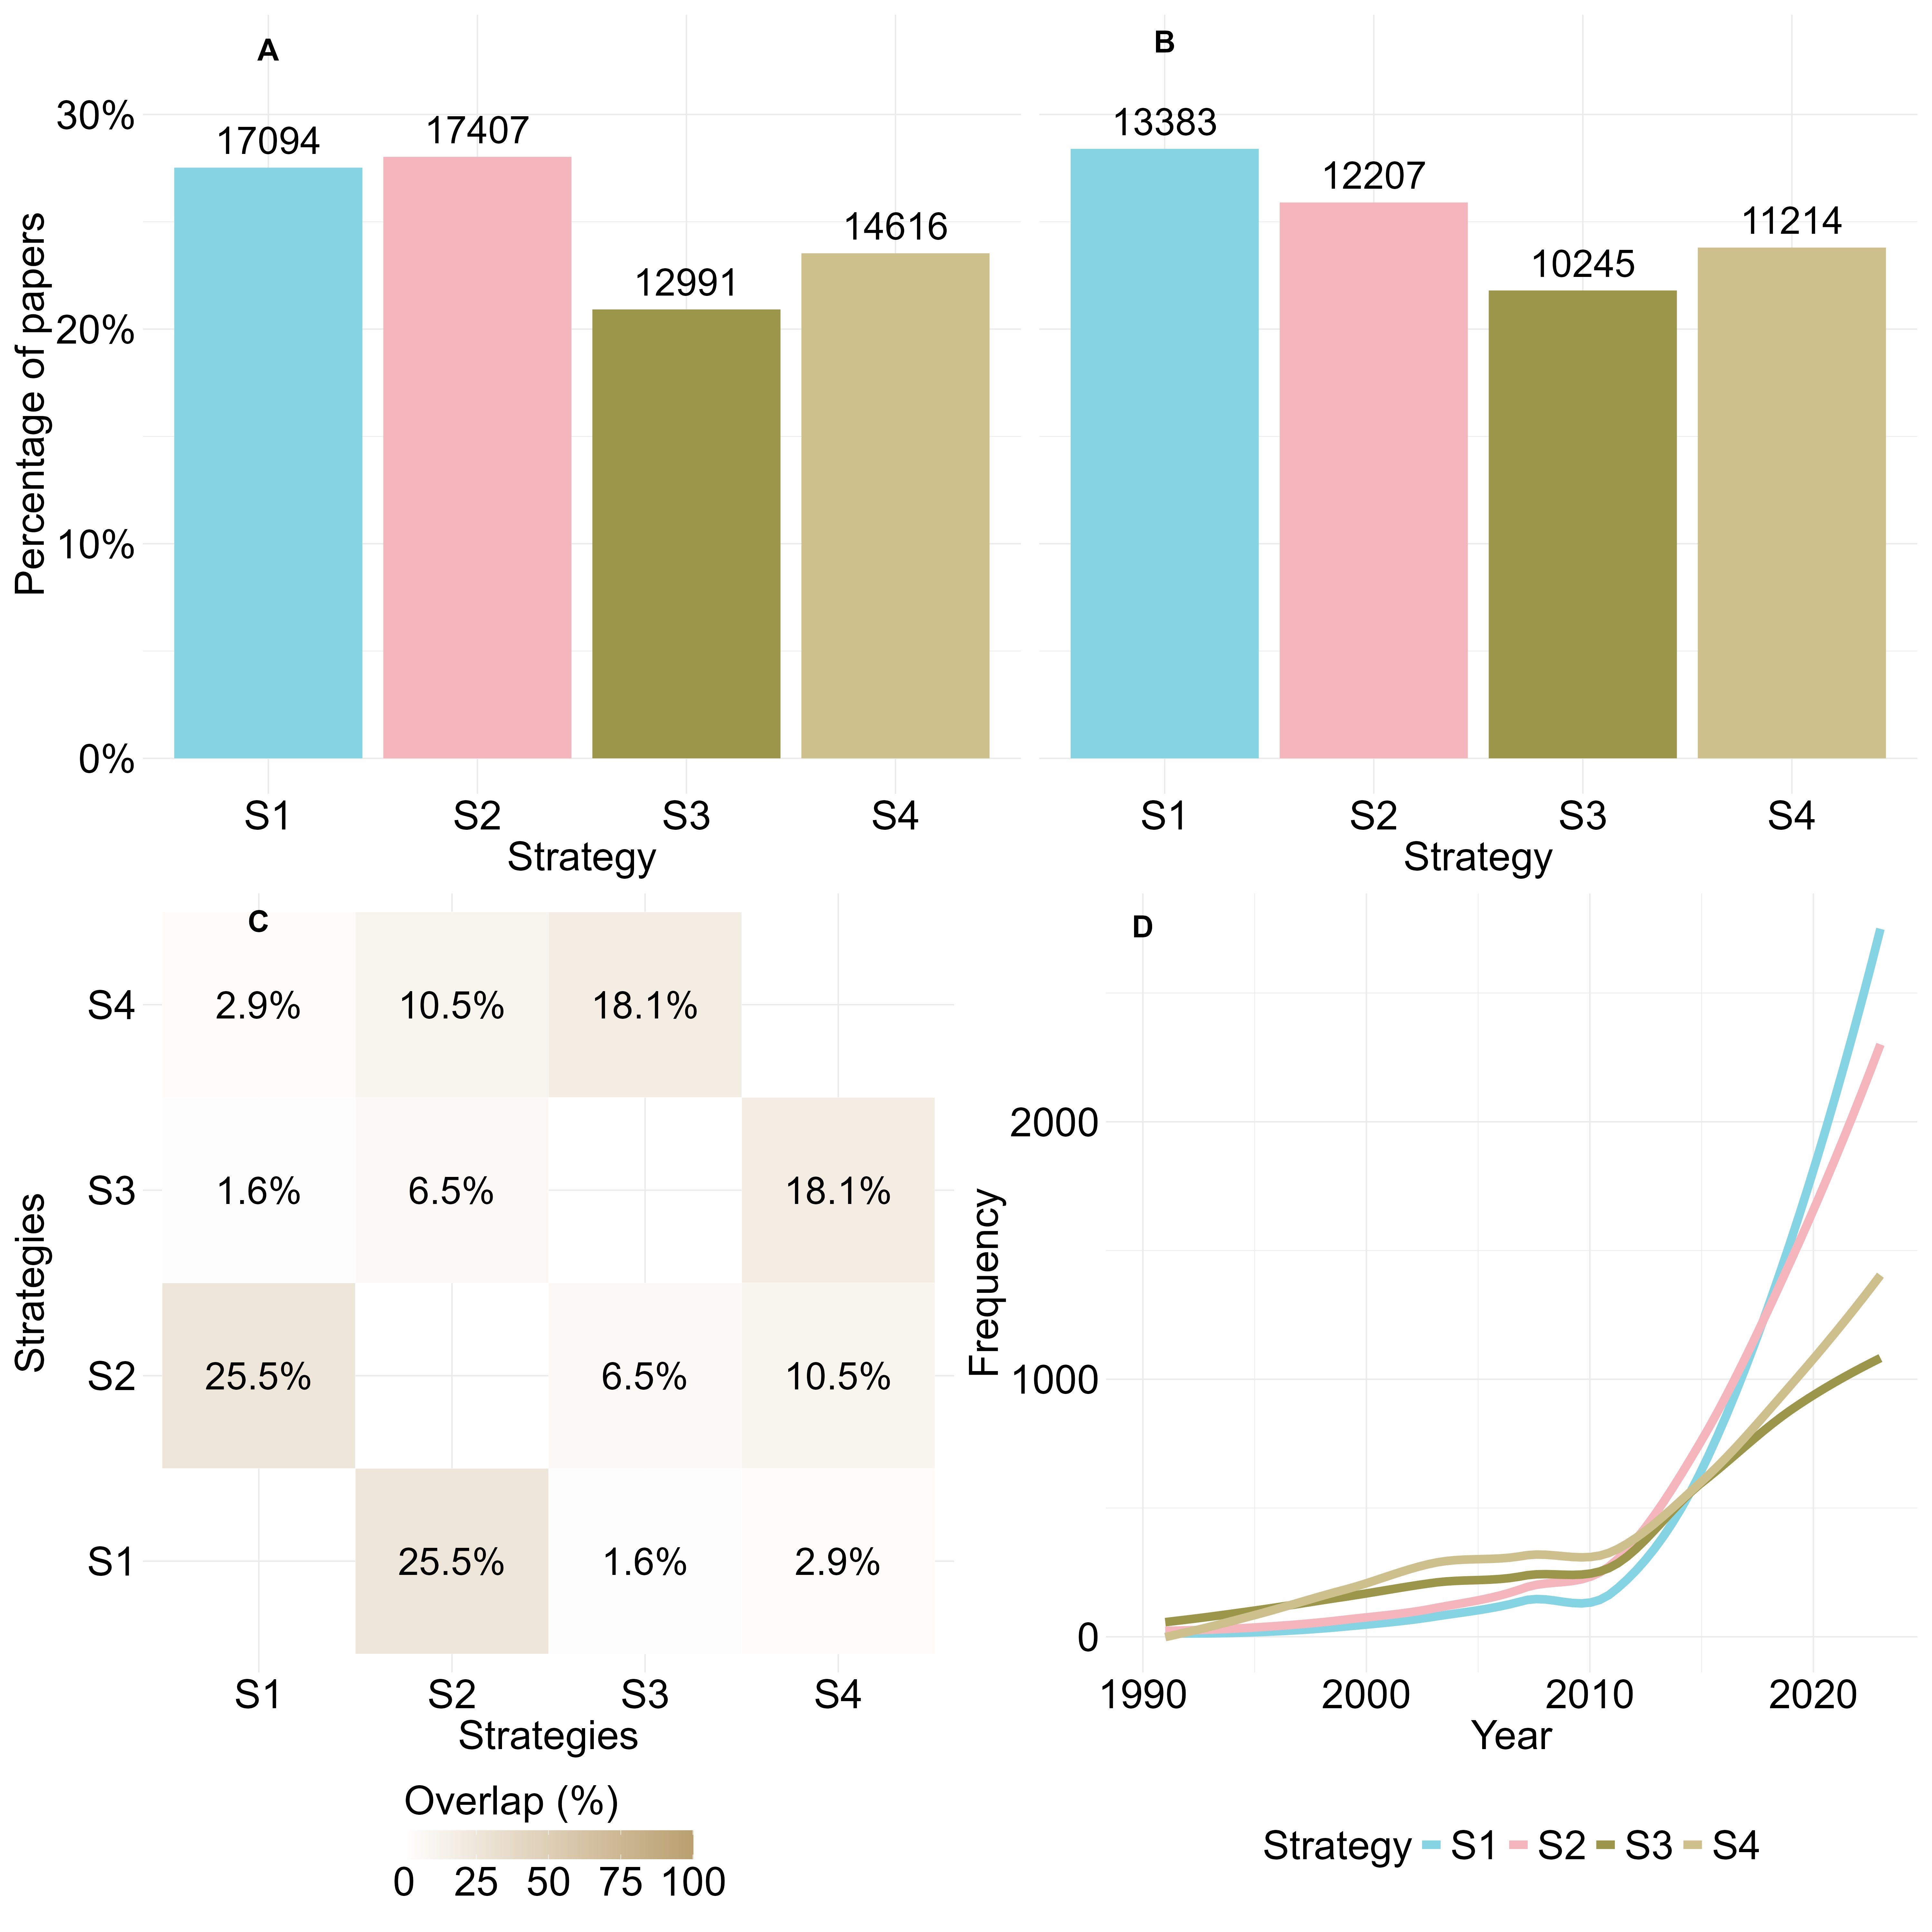 A
B
Percentage of papers
30%
20%
10%
0%
17094
17407
12991
14616
13383
12207
10245
11214
S1
S2
S3
S4
Strategy
S1
S2
S3
S4
Strategy
C
Strategies
S4
2.9%
10.5%
18.1%
S3
1.6%
6.5%
18.1%
S2
25.5%
6.5%
10.5%
S1
25.5%
1.6%
2.9%
S1
S2
S3
S4
Strategies
Overlap (%)
0
25
50
75
100
D
Frequency
2000
1000
0
1990
2000
2010
2020
Year
Strategy S1 S2 S3 S4